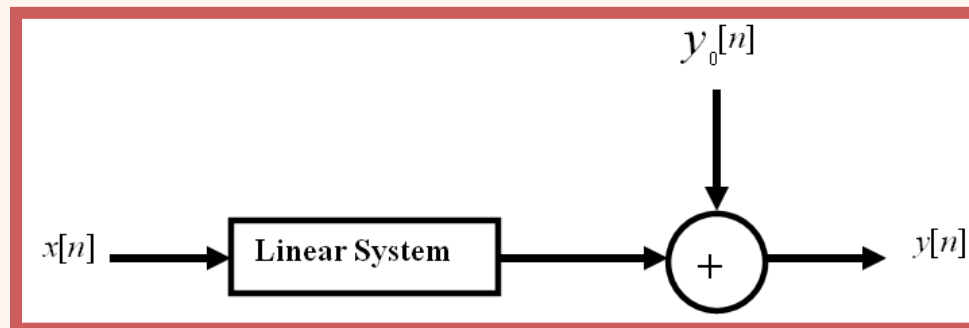 y₀[n]
x[n]
Linear System
+
y[n]